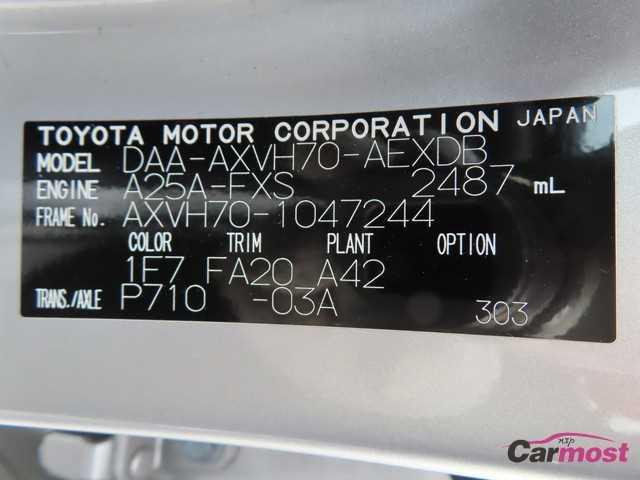 TOYOTA MOTOR CORPORATION JAPAN
MODEL DAA-AXVH70-AEXDB
ENGINE A25A-FXS 2487 mL
FRAME No. AXVH70-1047244
COLOR TRIM PLANT OPTION
1F7 FA20 A42
TRANS./AXLE P710 -03A 303
nxp
Carmost